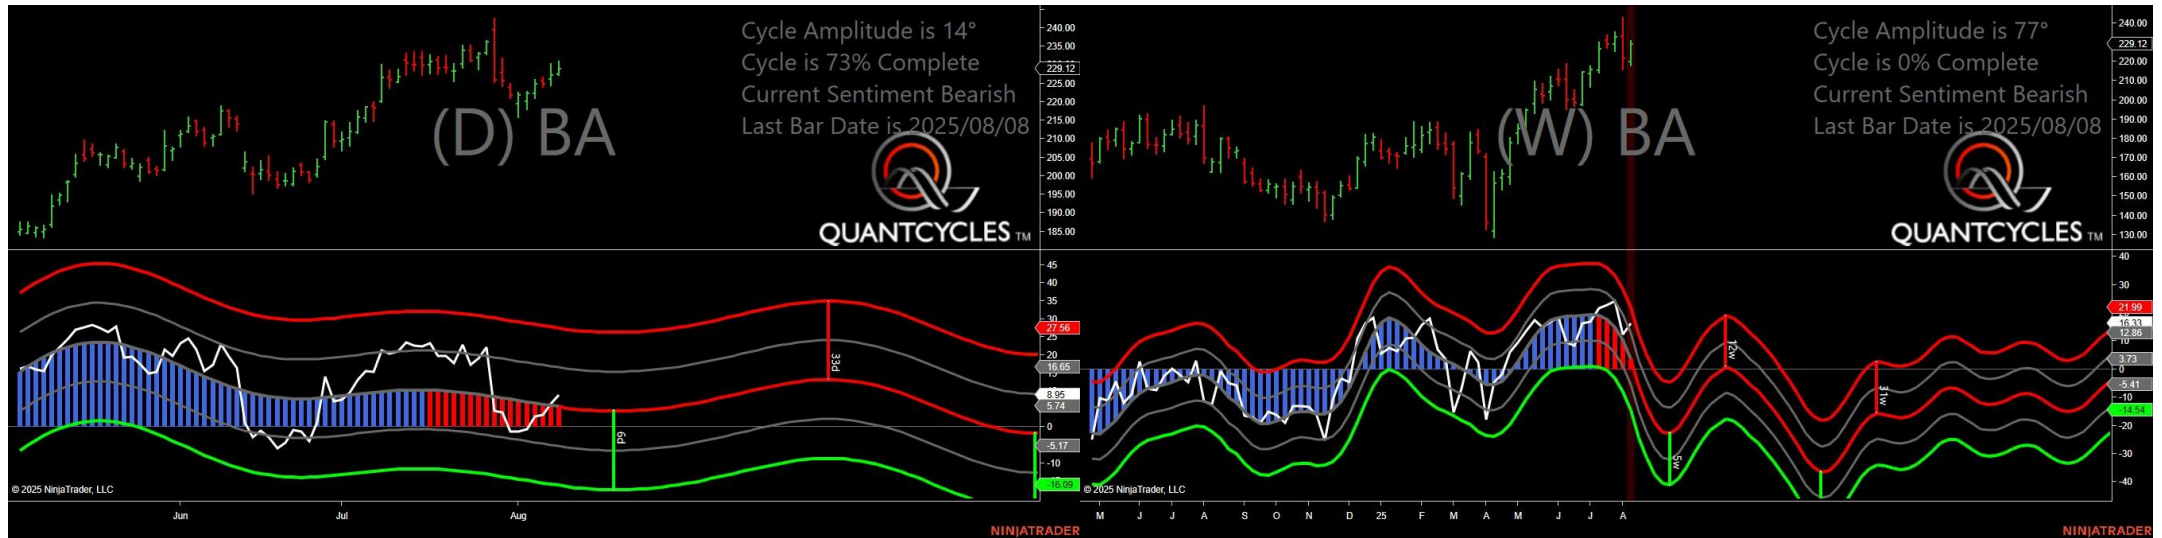 Cycle Amplitude is 14°
Cycle is 73% Complete
Current Sentiment Bearish
Last Bar Date is 2025/08/08
(D) BA
QUANTCYCLES TM
240.00
235.00
229.12
225.00
220.00
215.00
210.00
205.00
200.00
195.00
190.00
185.00
45
40
35
30
27.56
25
20
16.65
10
8.95
5.74
0
-5.17
-10
-16.09
33d
6d
© 2025 NinjaTrader, LLC
Jun Jul Aug
NINJATRADER
Cycle Amplitude is 77°
Cycle is 0% Complete
Current Sentiment Bearish
Last Bar Date is 2025/08/08
(W) BA
QUANTCYCLES TM
240.00
229.12
220.00
210.00
200.00
190.00
180.00
170.00
160.00
150.00
140.00
130.00
40
30
21.99
16.33
12.86
3.73
0
-5.41
-10
-14.54
-20
-30
-40
12w
31w
5w
© 2025 NinjaTrader, LLC
M J J A S O N D 25 F M A M J J A
NINJATRADER